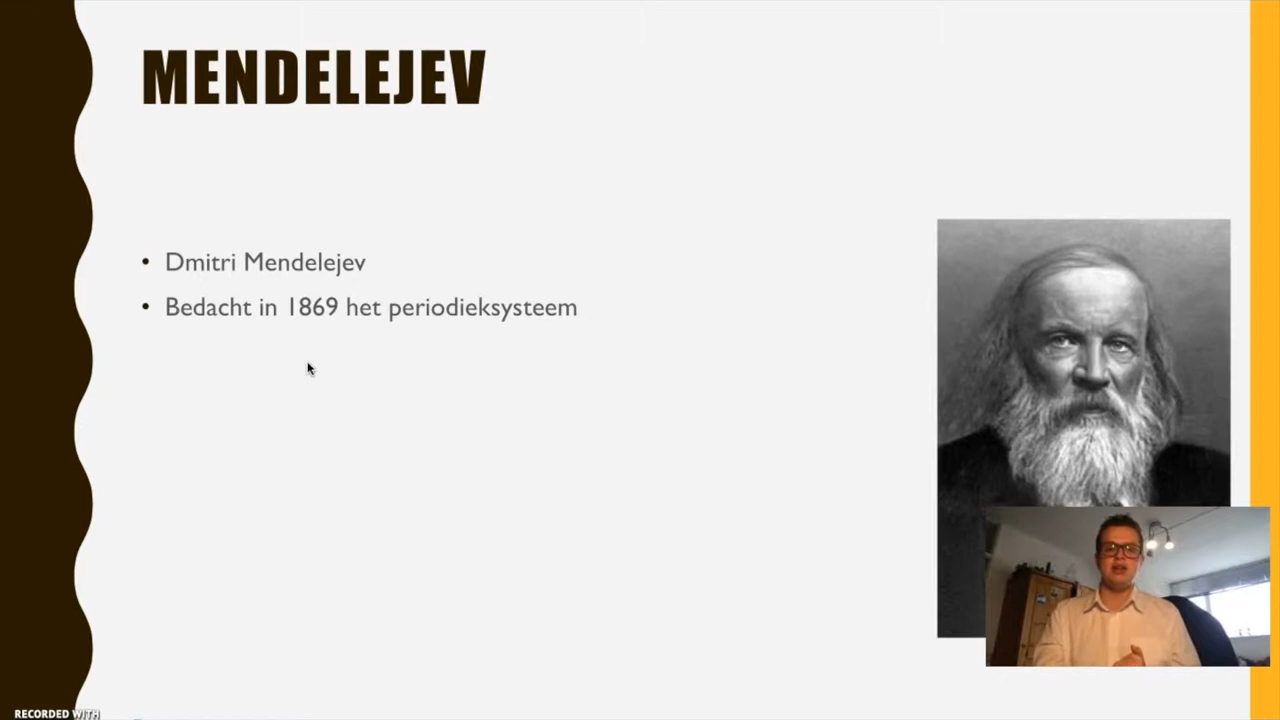 MENDELEJEV
Dmitri Mendelejev
Bedacht in 1869 het periodieksysteem
RECORDED WITH